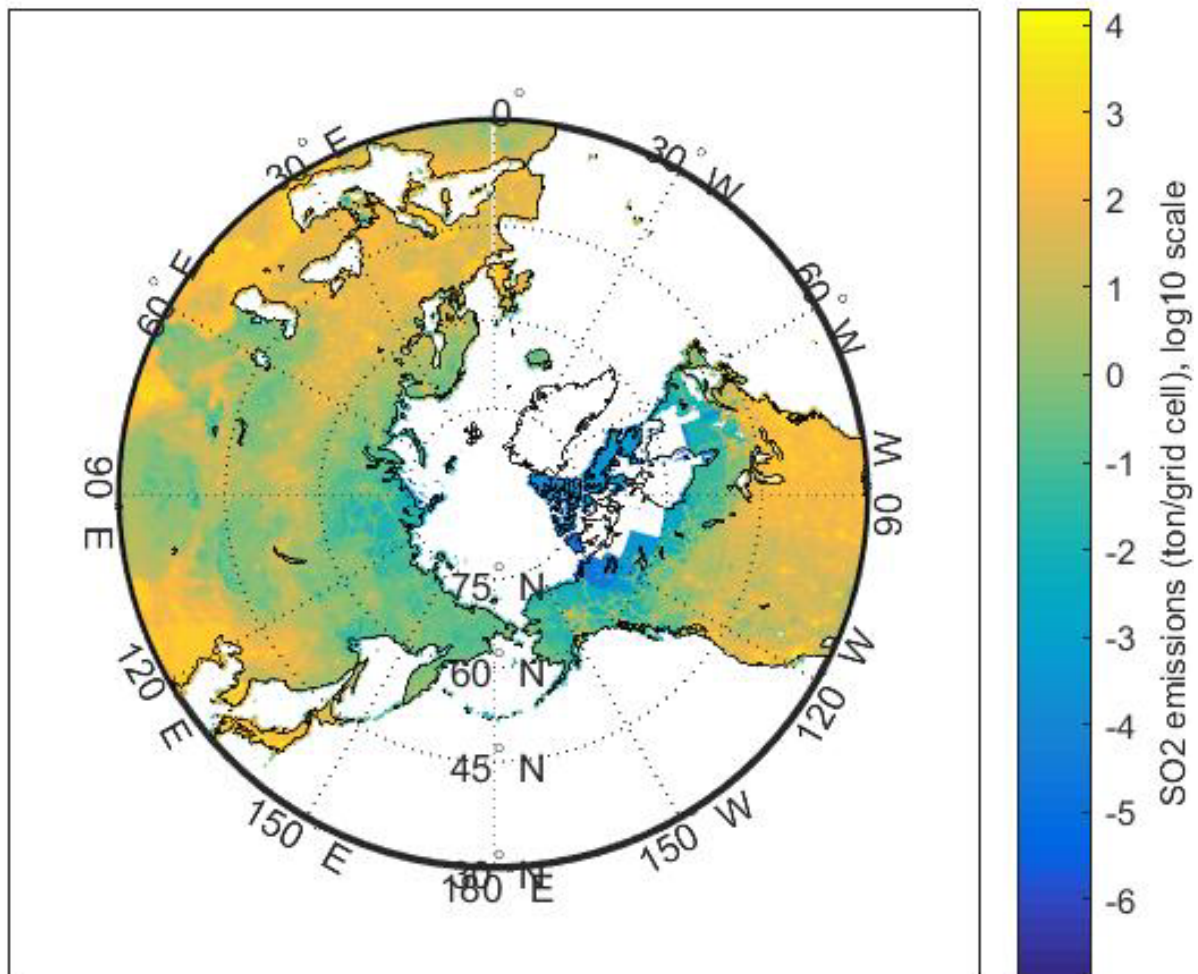 0°
30° E
30° W
60° E
60° W
90 E
90 W
75° N
60° N
45° N
30 N
120 E
120 W
150 E
150 W
180 E
4
3
2
1
0
-1
-2
-3
-4
-5
-6
SO2 emissions (ton/grid cell), log10 scale